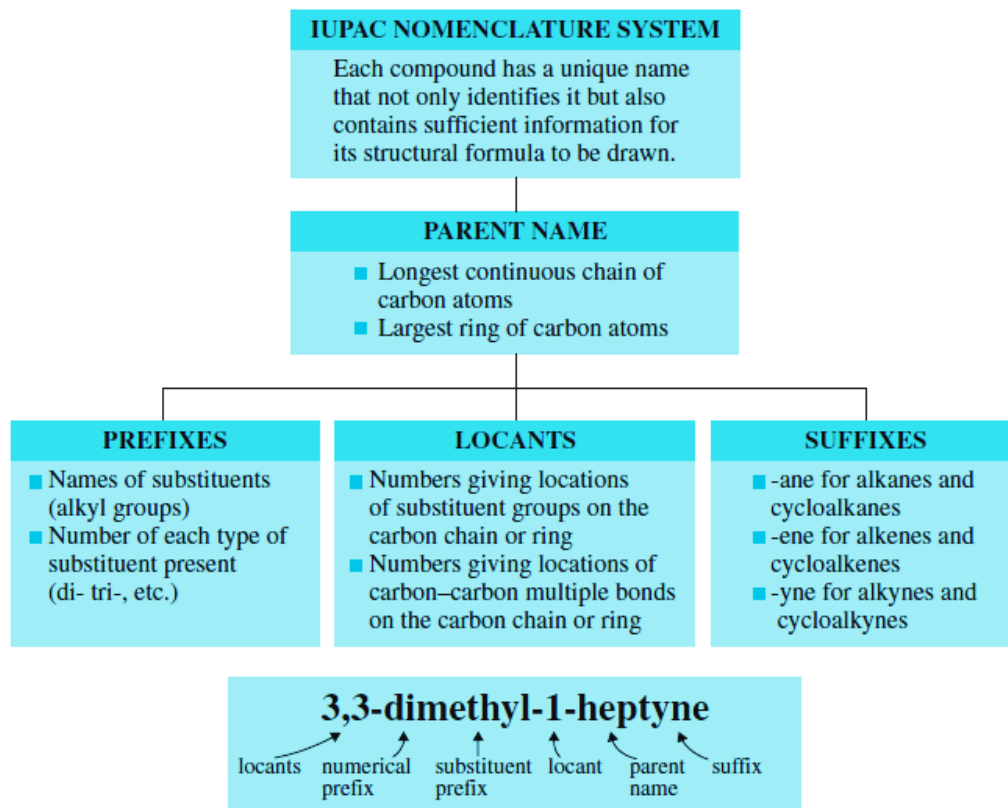 IUPAC NOMENCLATURE SYSTEM
Each compound has a unique name
that not only identifies it but also
contains sufficient information for
its structural formula to be drawn.
PARENT NAME
■ Longest continuous chain of
carbon atoms
■ Largest ring of carbon atoms
PREFIXES
■ Names of substituents
(alkyl groups)
■ Number of each type of
substituent present
(di- tri-, etc.)
LOCANTS
■ Numbers giving locations
of substituent groups on the
carbon chain or ring
■ Numbers giving locations of
carbon–carbon multiple bonds
on the carbon chain or ring
SUFFIXES
■ -ane for alkanes and
cycloalkanes
■ -ene for alkenes and
cycloalkenes
■ -yne for alkynes and
cycloalkynes
3,3-dimethyl-1-heptyne
locants
numerical
prefix
substituent
prefix
locant
parent
name
suffix